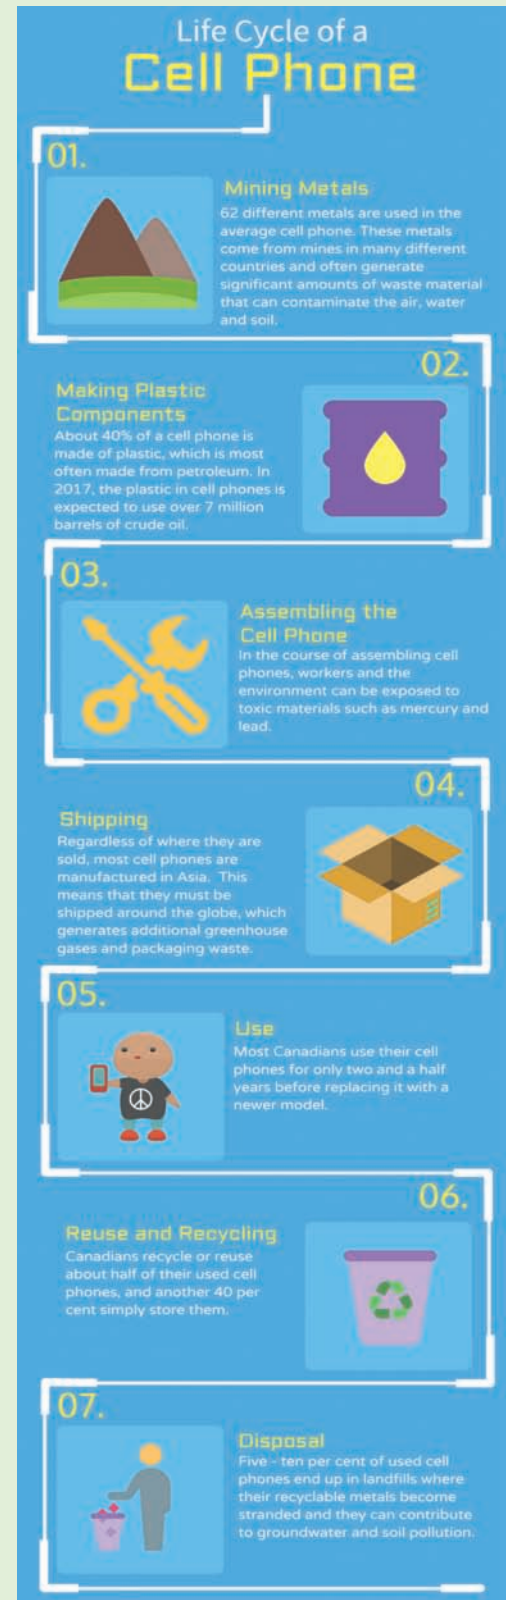 Life Cycle of a
Cell Phone
01.
Mining Metals
62 different metals are used in the
average cell phone. These metals
come from mines in many different
countries and often generate
significant amounts of waste material
that can contaminate the air, water
and soil.
02.
Making Plastic
Components
About 40% of a cell phone is
made of plastic, which is most
often made from petroleum. In
2017, the plastic in cell phones is
expected to use over 7 million
barrels of crude oil.
03.
Assembling the
Cell Phone
In the course of assembling cell
phones, workers and the
environment can be exposed to
toxic materials such as mercury and
lead.
04.
Shipping
Regardless of where they are
sold, most cell phones are
manufactured in Asia. This
means that they must be
shipped around the globe, which
generates additional greenhouse
gases and packaging waste.
05.
Use
Most Canadians use their cell
phones for only two and a half
years before replacing it with a
newer model.
06.
Reuse and Recycling
Canadians recycle or reuse
about half of their used cell
phones, and another 40 per
cent simply store them.
07.
Disposal
Five - ten per cent of used cell
phones end up in landfills where
their recyclable metals become
stranded and they can contribute
to groundwater and soil pollution.